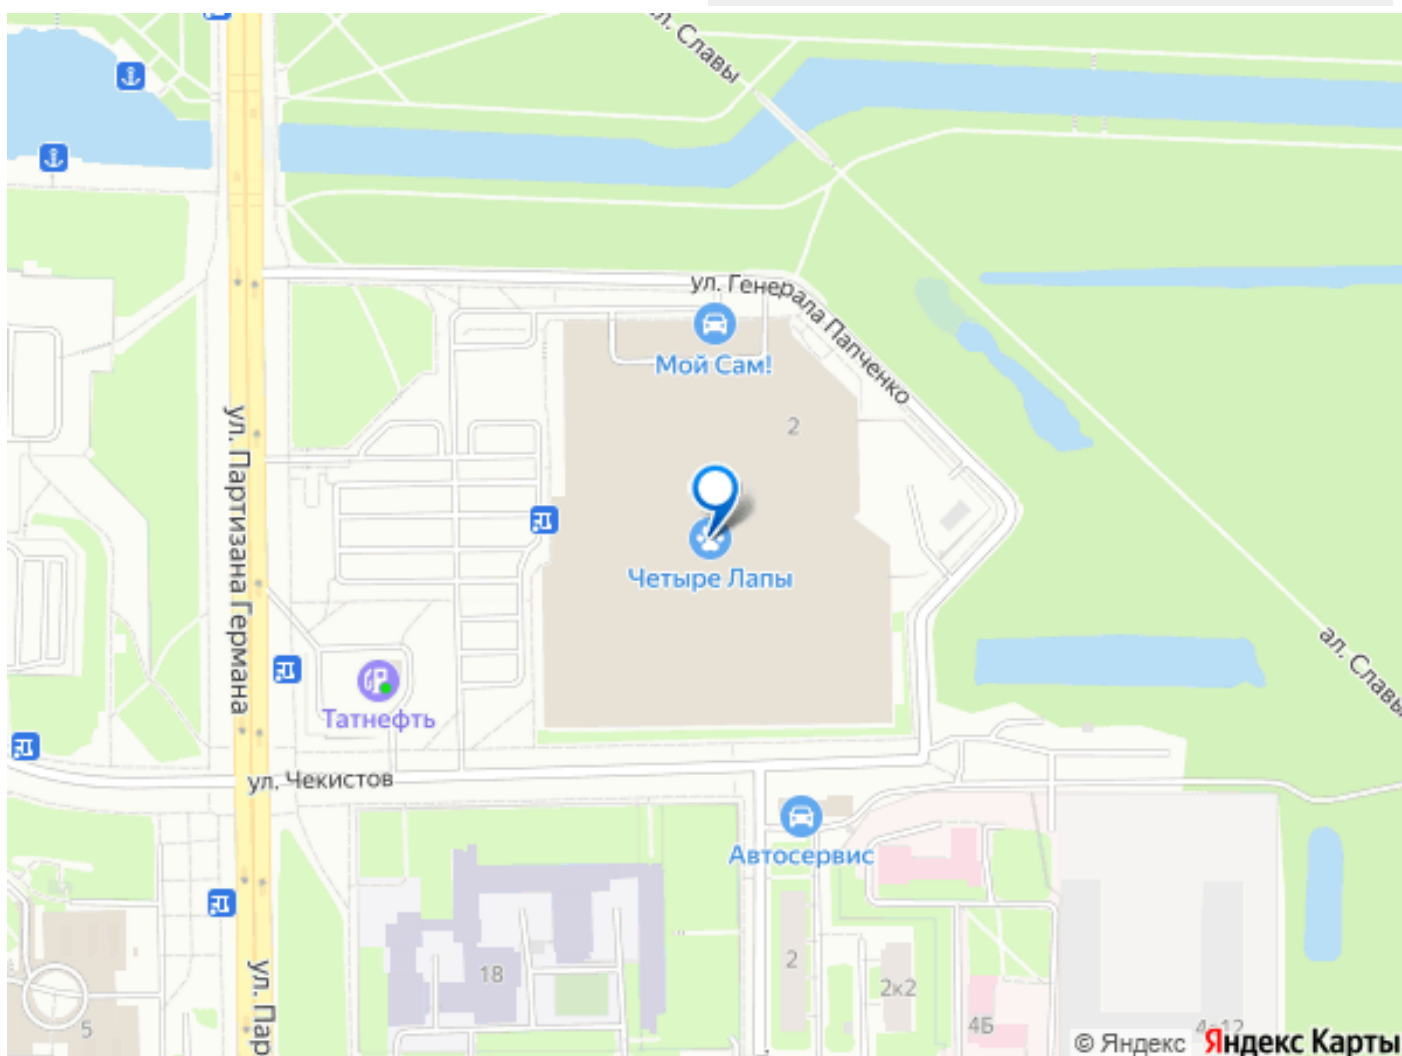 ал. Славы
ул. Генерала Папченко
Мой Сам!
2
ул. Партизана Германа
Четыре Лапы
ал. Славы
Татнефть
ул. Чекистов
Автосервис
18
2
2к2
5
4Б
ул. Пар
© Яндекс Яндекс Карты